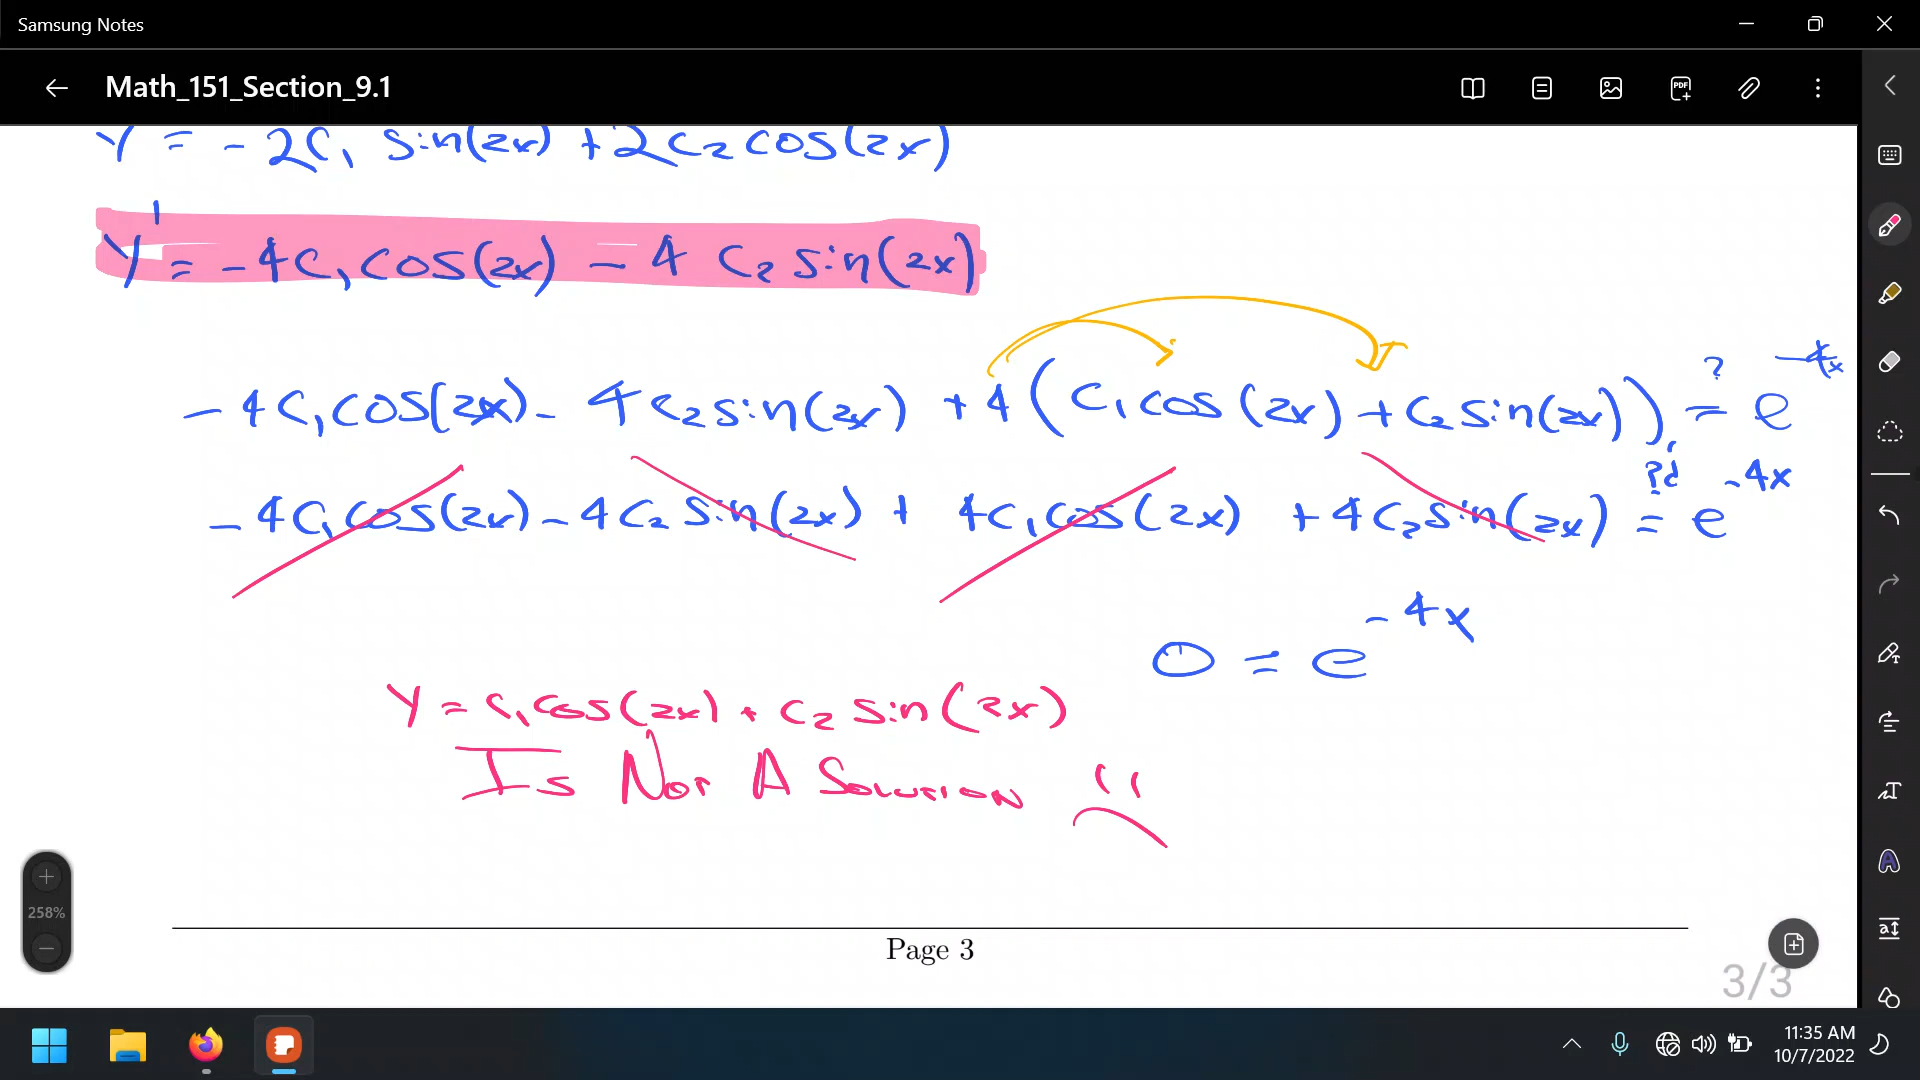 Samsung Notes
Math_151_Section_9.1
Y = - 2C₁ sin(2x) + 2C₂ cos(2x)
Y' = -4C₁ cos(2x) - 4 C₂ sin(2x)
-4C₁cos(2x) - 4C₂sin(2x) + 4(C₁cos(2x) + C₂sin(2x)) ?= e^-4x
-4C₁cos(2x) - 4C₂ sin(2x) + 4C₁cos(2x) + 4C₂sin(2x) ?= e^-4x
0 = e^-4x
Y = C₁cos(2x) + C₂ sin(2x)
Is Not A Solution
258%
Page 3
3/3
11:35 AM
10/7/2022